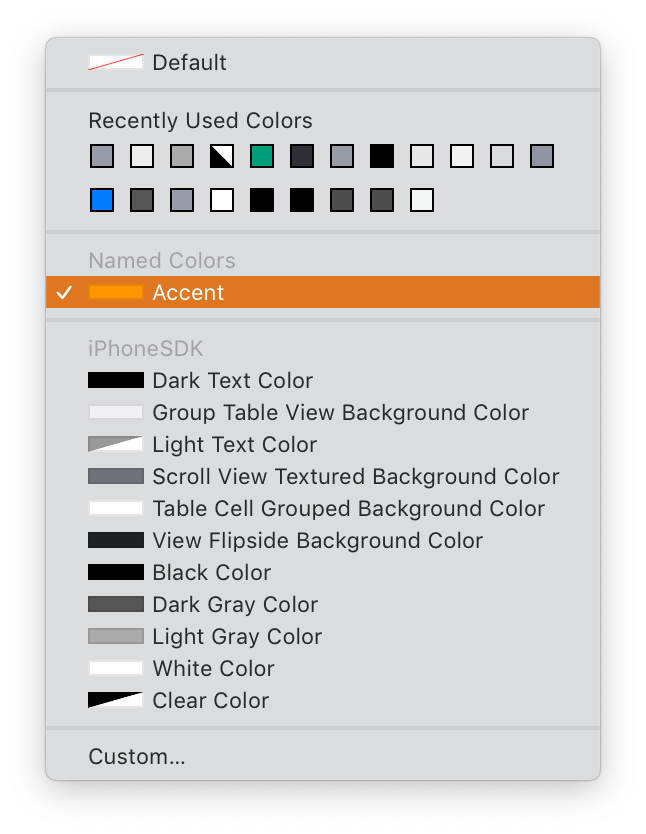 Default
Recently Used Colors
Named Colors
Accent
iPhoneSDK
Dark Text Color
Group Table View Background Color
Light Text Color
Scroll View Textured Background Color
Table Cell Grouped Background Color
View Flipside Background Color
Black Color
Dark Gray Color
Light Gray Color
White Color
Clear Color
Custom...